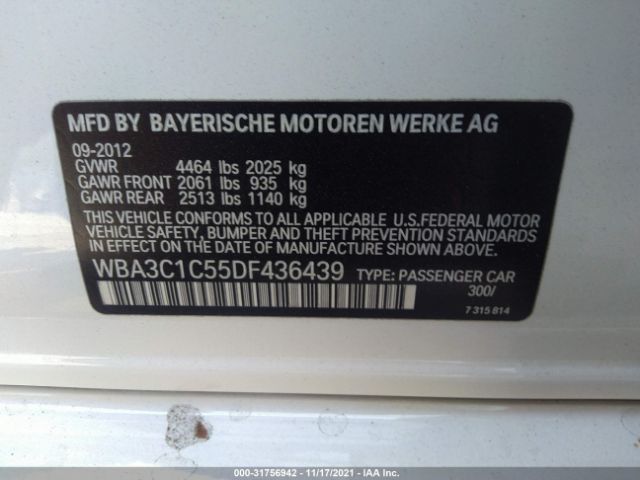 MFD BY BAYERISCHE MOTOREN WERKE AG
09-2012
GVWR 4464 lbs 2025 kg
GAWR FRONT 2061 lbs 935 kg
GAWR REAR 2513 lbs 1140 kg
THIS VEHICLE CONFORMS TO ALL APPLICABLE U.S.FEDERAL MOTOR
VEHICLE SAFETY, BUMPER AND THEFT PREVENTION STANDARDS
IN EFFECT ON THE DATE OF MANUFACTURE SHOWN ABOVE.
WBA3C1C55DF436439 TYPE: PASSENGER CAR
300/
7 315 814
000-31756942 - 11/17/2021 - IAA Inc.